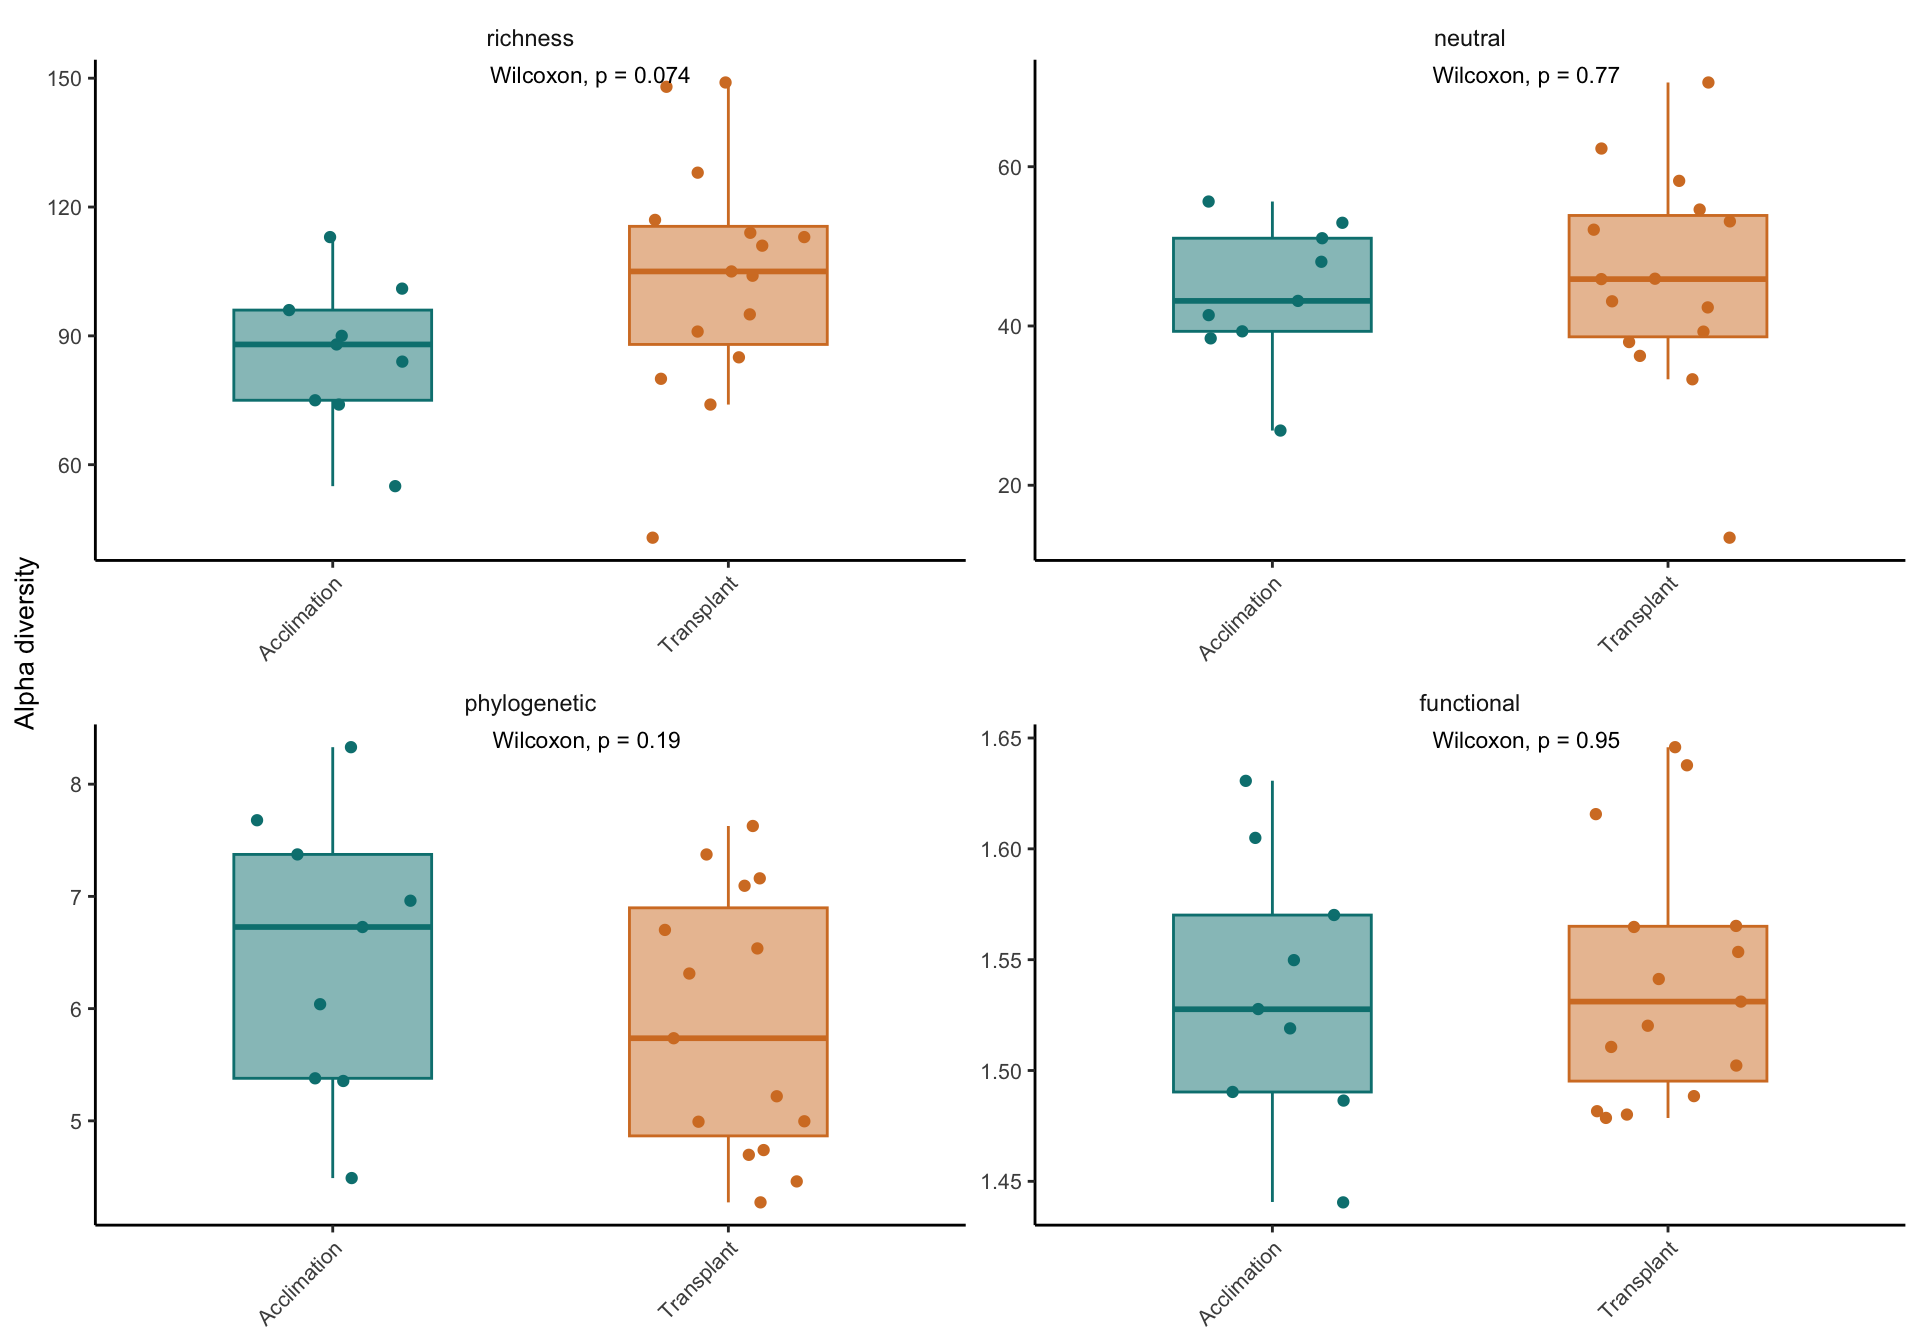 Alpha diversity
richness
Wilcoxon, p = 0.074
150
120
90
60
Acclimation
Transplant
neutral
Wilcoxon, p = 0.77
60
40
20
Acclimation
Transplant
phylogenetic
Wilcoxon, p = 0.19
8
7
6
5
Acclimation
Transplant
functional
Wilcoxon, p = 0.95
1.65
1.60
1.55
1.50
1.45
Acclimation
Transplant